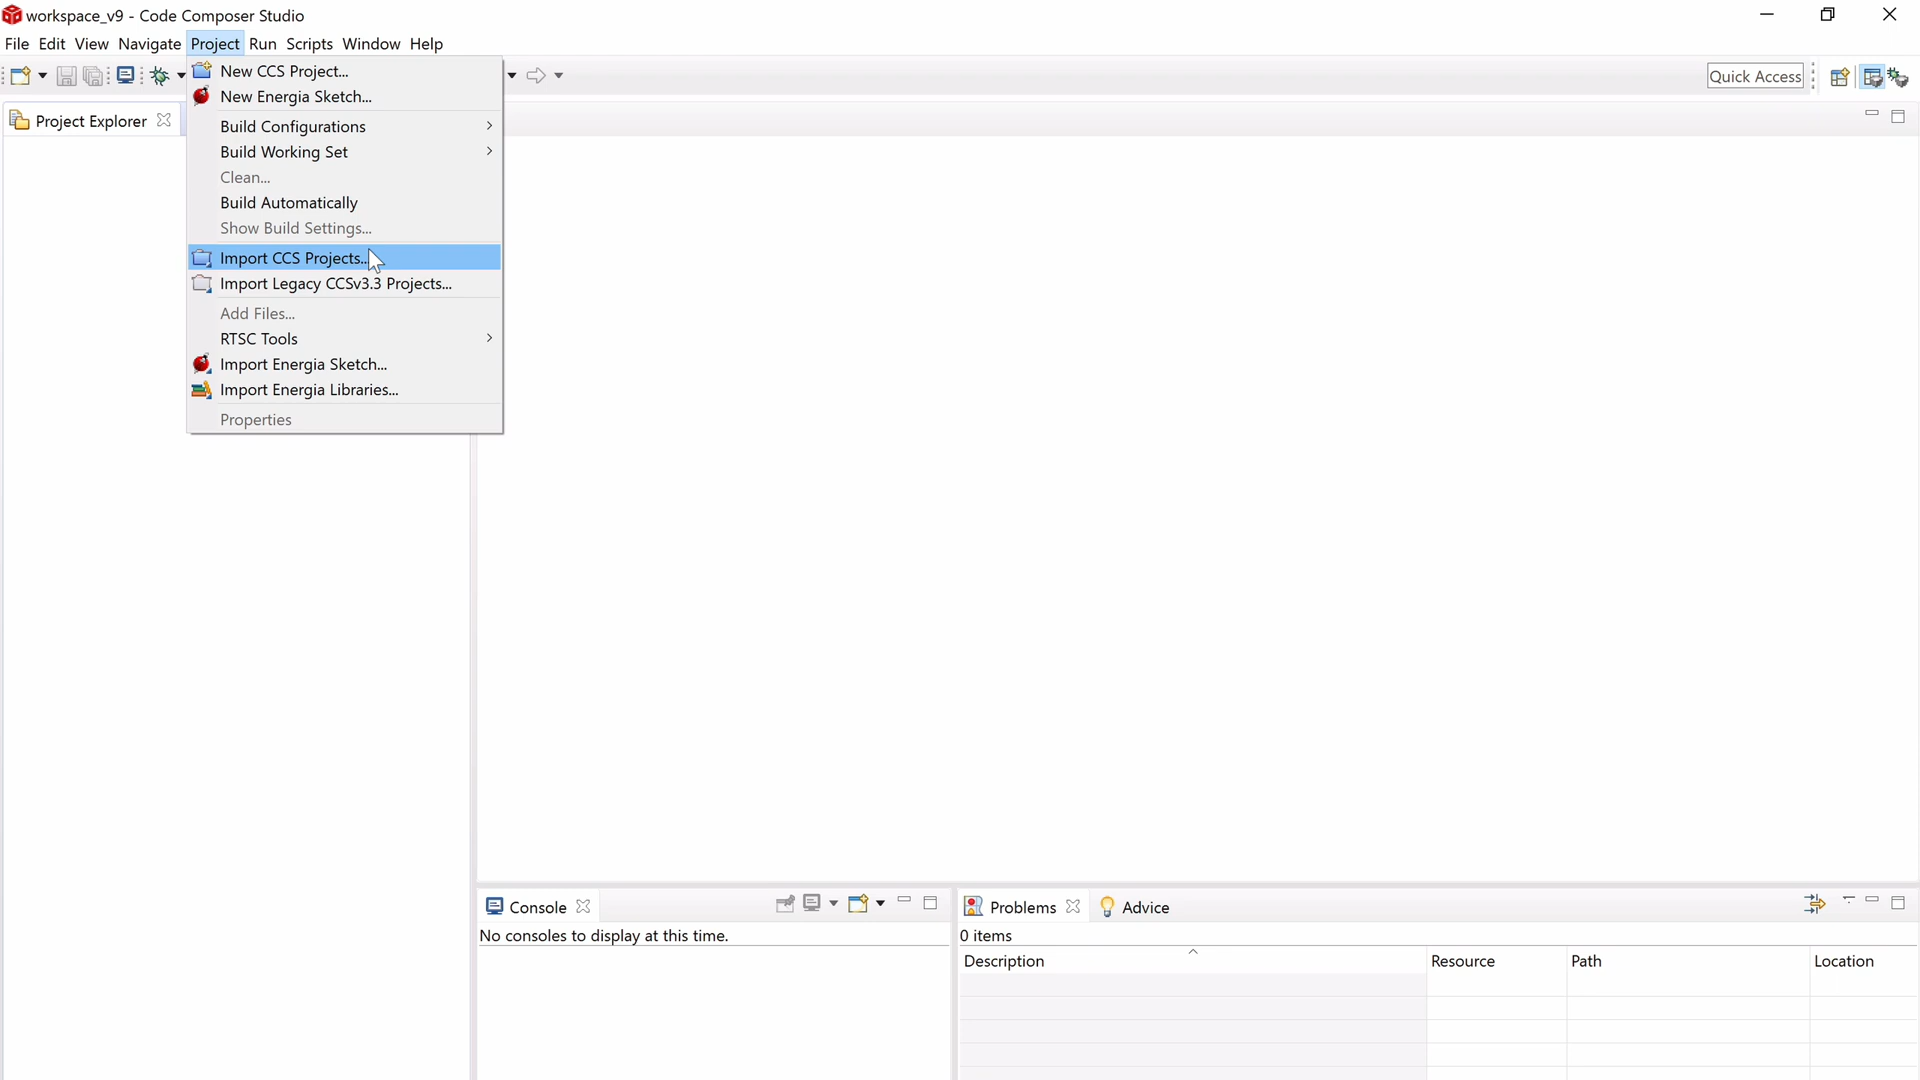 workspace_v9 - Code Composer Studio
File Edit View Navigate Project Run Scripts Window Help
Quick Access
New CCS Project...
New Energia Sketch...
Build Configurations
Build Working Set
Clean...
Build Automatically
Show Build Settings...
Import CCS Projects...
Import Legacy CCSv3.3 Projects...
Add Files...
RTSC Tools
Import Energia Sketch...
Import Energia Libraries...
Properties
Project Explorer
Console
No consoles to display at this time.
Problems Advice
0 items
Description Resource Path Location